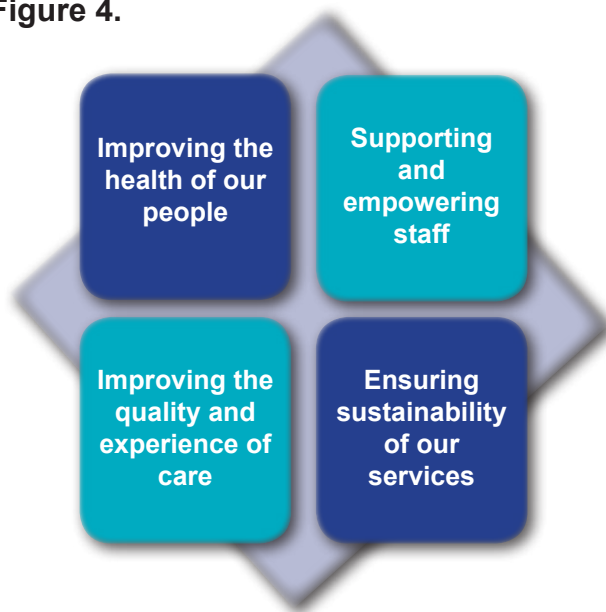 Figure 4.
Improving the
health of our
people
Supporting
and
empowering
staff
Improving the
quality and
experience of
care
Ensuring
sustainability
of our
services